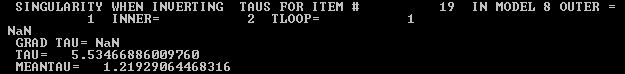 SINGULARITY WHEN INVERTING TAUS FOR ITEM # 19 IN MODEL 8 OUTER =
1 INNER= 2 TLOOP= 1
NaN
GRAD TAU= NaN
TAU= 5.53466886009760
MEANTAU= 1.21929064468316